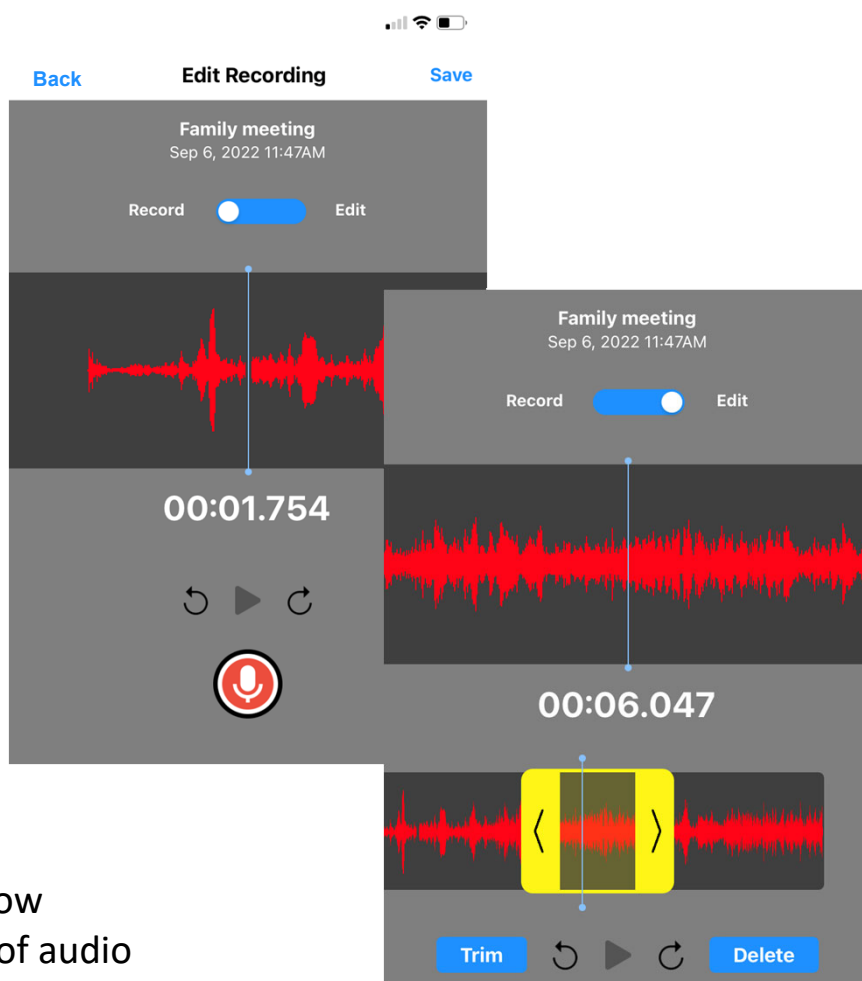 Back Edit Recording Save
Family meeting
Sep 6, 2022 11:47AM
Record Edit
00:01.754
Family meeting
Sep 6, 2022 11:47AM
Record Edit
00:06.047
Trim Delete
of audio